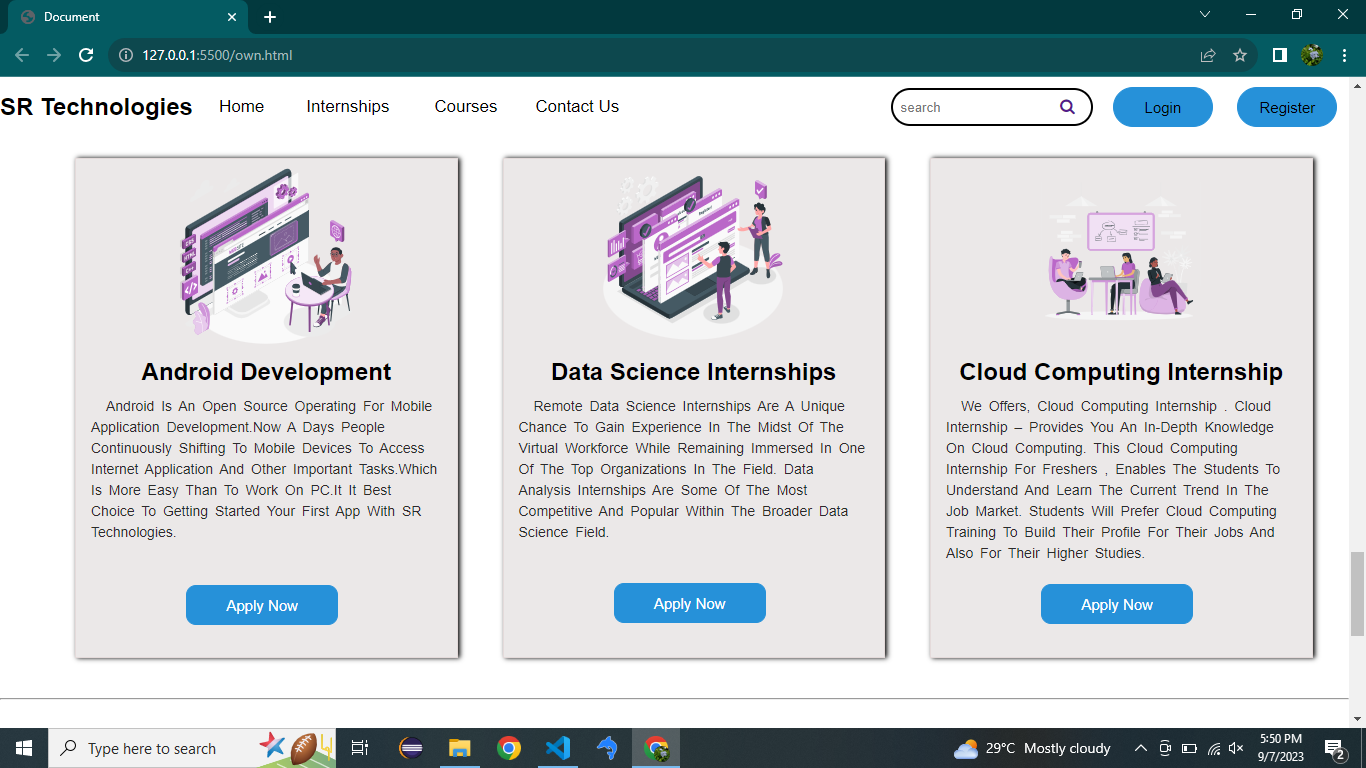 Document
127.0.0.1:5500/own.html
SR Technologies Home Internships Courses Contact Us search Login Register
Android Development
Android Is An Open Source Operating For Mobile
Application Development.Now A Days People
Continuously Shifting To Mobile Devices To Access
Internet Application And Other Important Tasks.Which
Is More Easy Than To Work On PC.It It Best
Choice To Getting Started Your First App With SR
Technologies.
Apply Now
Data Science Internships
Remote Data Science Internships Are A Unique
Chance To Gain Experience In The Midst Of The
Virtual Workforce While Remaining Immersed In One
Of The Top Organizations In The Field. Data
Analysis Internships Are Some Of The Most
Competitive And Popular Within The Broader Data
Science Field.
Apply Now
Cloud Computing Internship
We Offers, Cloud Computing Internship . Cloud
Internship – Provides You An In-Depth Knowledge
On Cloud Computing. This Cloud Computing
Internship For Freshers , Enables The Students To
Understand And Learn The Current Trend In The
Job Market. Students Will Prefer Cloud Computing
Training To Build Their Profile For Their Jobs And
Also For Their Higher Studies.
Apply Now
Type here to search
29°C Mostly cloudy
5:50 PM
9/7/2023
2